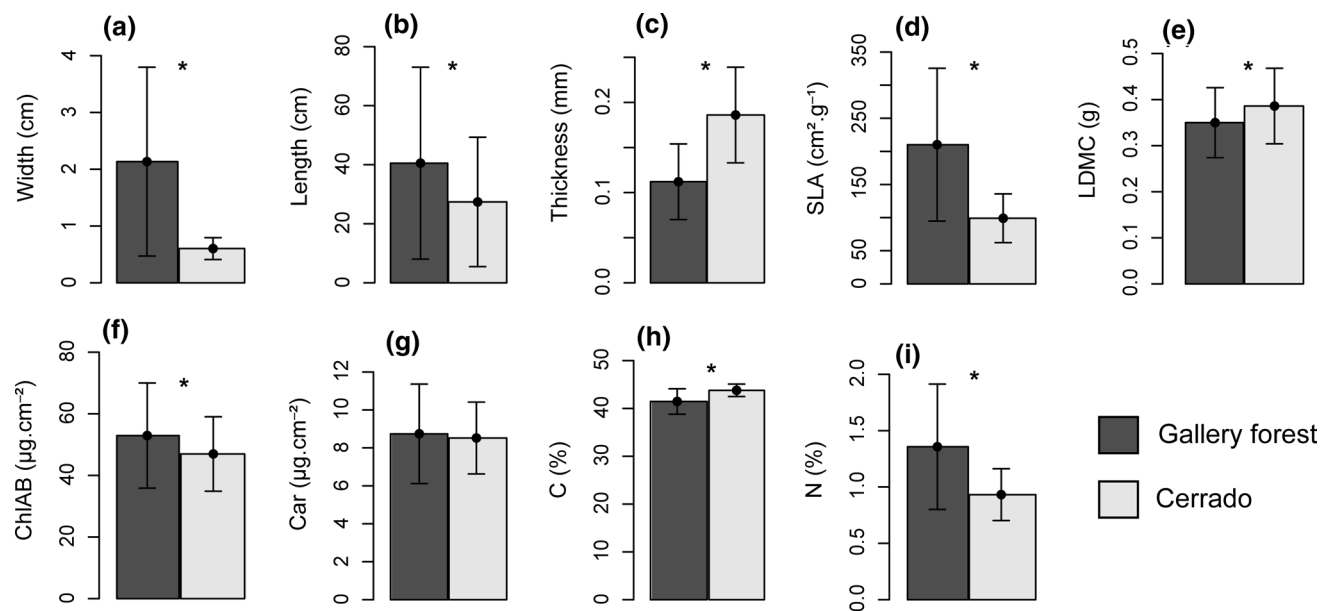 (a)
Width (cm)
0 1 2 3 4
*
(b)
Length (cm)
0 20 40 60 80
*
(c)
Thickness (mm)
0.0 0.1 0.2
*
(d)
SLA (cm².g⁻¹)
0 50 150 250 350
*
(e)
LDMC (g)
0.0 0.1 0.2 0.3 0.4 0.5
*
(f)
ChlAB (µg.cm⁻²)
0 20 40 60 80
*
(g)
Car (µg.cm⁻²)
0 2 4 6 8 10 12
(h)
C (%)
0 10 20 30 40 50
*
(i)
N (%)
0.0 0.5 1.0 1.5 2.0
*
Gallery forest
Cerrado